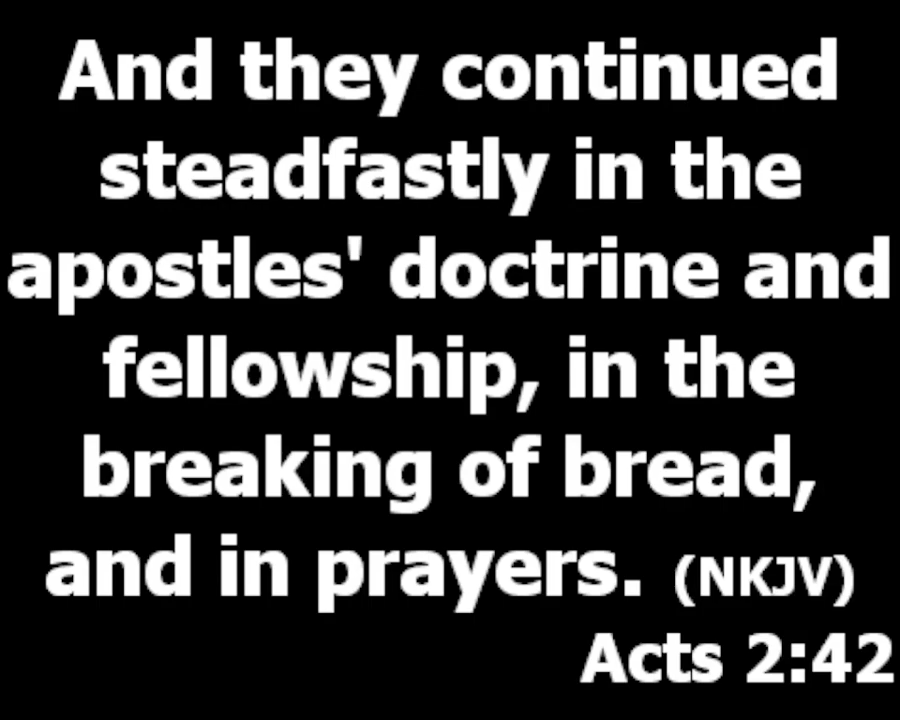 And they continued
steadfastly in the
apostles' doctrine and
fellowship, in the
breaking of bread,
and in prayers. (NKJV)
Acts 2:42